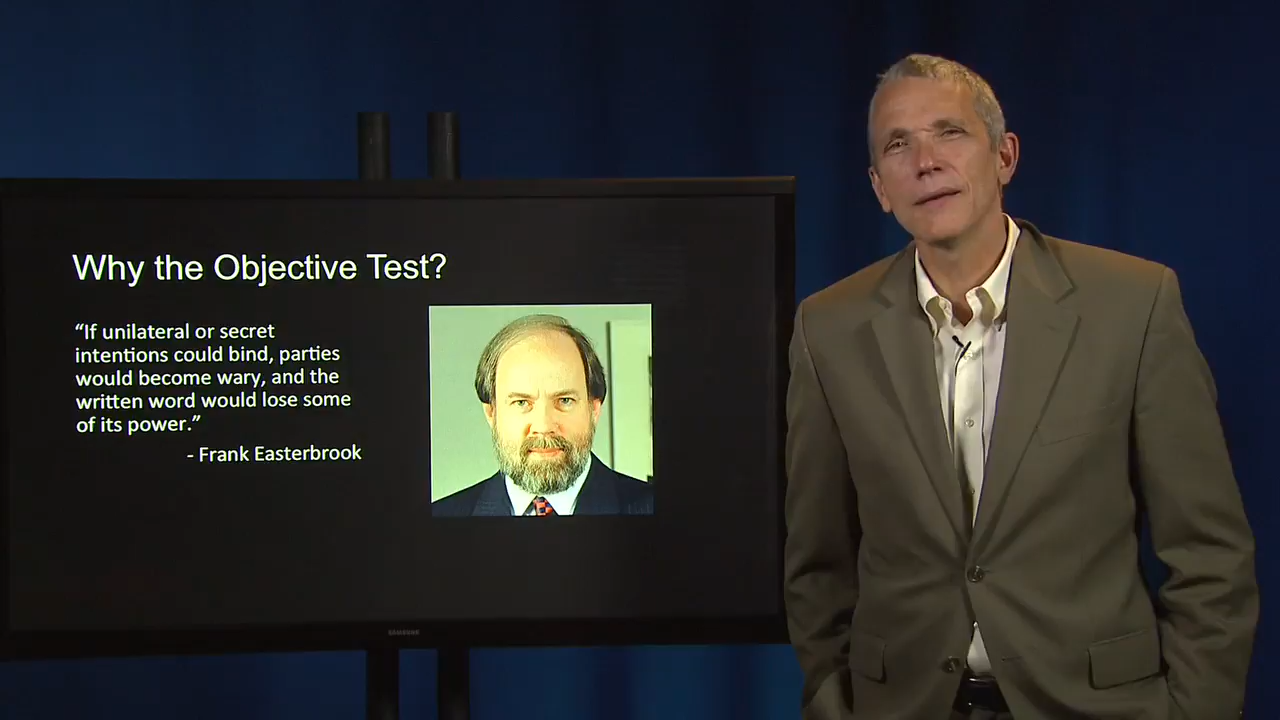 Why the Objective Test?
“If unilateral or secret
intentions could bind, parties
would become wary, and the
written word would lose some
of its power.”
- Frank Easterbrook
SAMSUNG